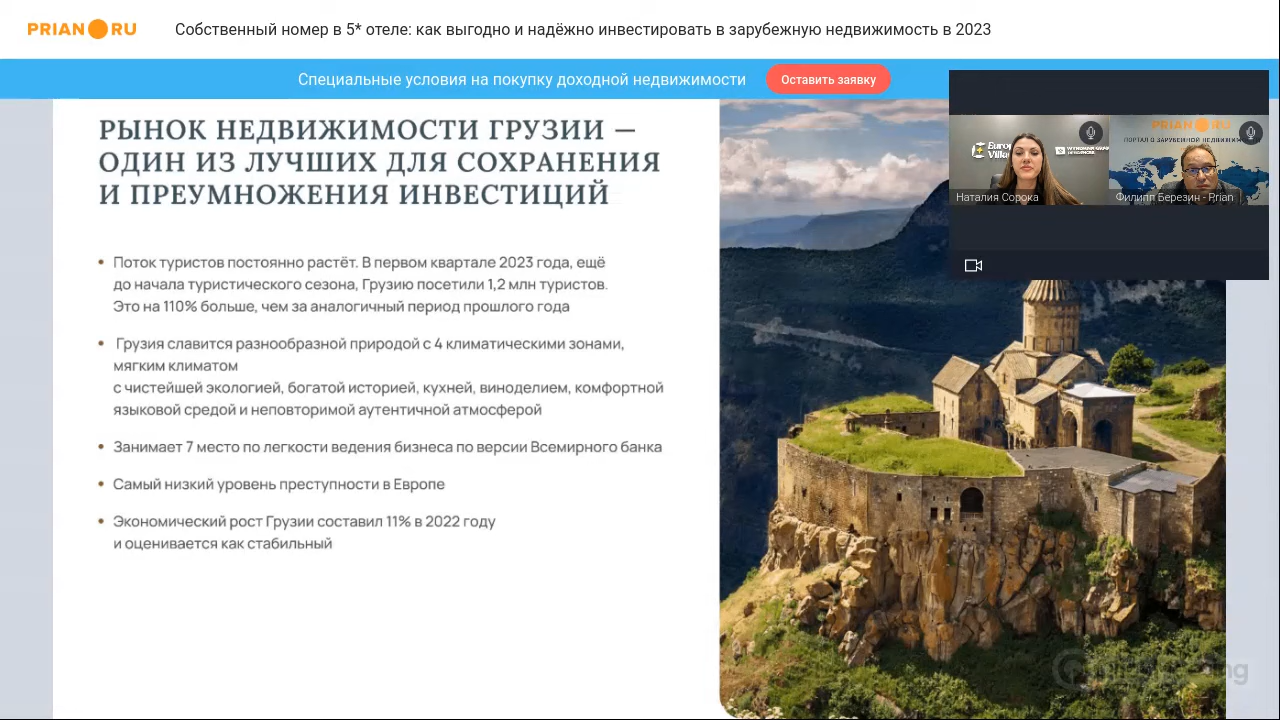 PRIAN RU
Собственный номер в 5* отеле: как выгодно и надёжно инвестировать в зарубежную недвижимость в 2023
Специальные условия на покупку доходной недвижимости
Оставить заявку
РЫНОК НЕДВИЖИМОСТИ ГРУЗИИ —
ОДИН ИЗ ЛУЧШИХ ДЛЯ СОХРАНЕНИЯ
И ПРЕУМНОЖЕНИЯ ИНВЕСТИЦИЙ
• Поток туристов постоянно растёт. В первом квартале 2023 года, ещё
до начала туристического сезона, Грузию посетили 1,2 млн туристов.
Это на 110% больше, чем за аналогичный период прошлого года
• Грузия славится разнообразной природой с 4 климатическими зонами,
мягким климатом
с чистейшей экологией, богатой историей, кухней, виноделием, комфортной
языковой средой и неповторимой аутентичной атмосферой
• Занимает 7 место по легкости ведения бизнеса по версии Всемирного банка
• Самый низкий уровень преступности в Европе
• Экономический рост Грузии составил 11% в 2022 году
и оценивается как стабильный
PRIAN RU
Наталия Сорока
Филипп Березин - Prian